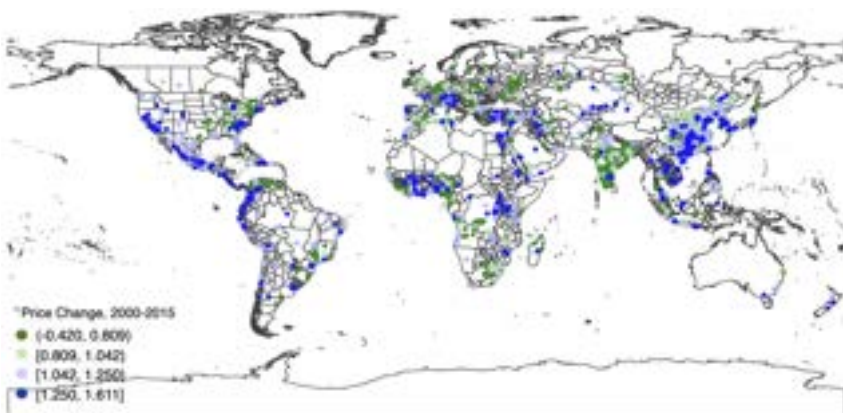 Price Change, 2000-2015
(-0.420, 0.809)
[0.809, 1.042)
[1.042, 1.250)
[1.250, 1.611]